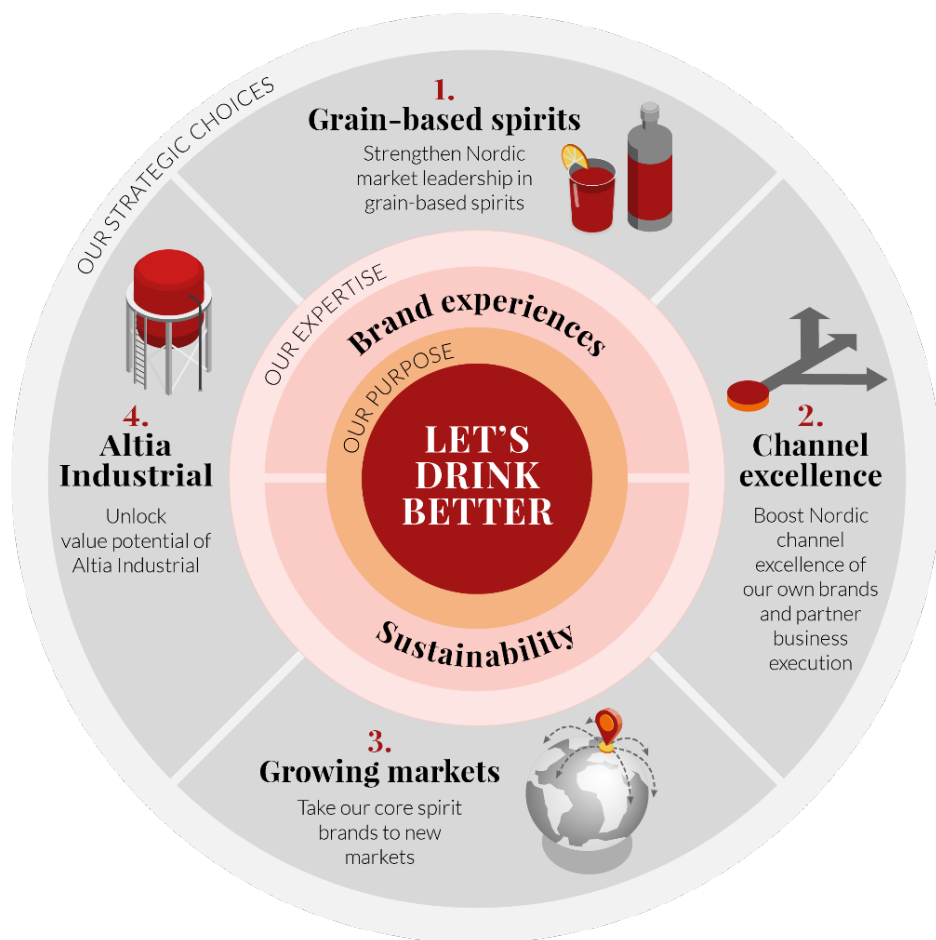 OUR STRATEGIC CHOICES
1.
Grain-based spirits
Strengthen Nordic
market leadership in
grain-based spirits
2.
Channel
excellence
Boost Nordic
channel
excellence of
our own brands
and partner
business
execution
3.
Growing markets
Take our core spirit
brands to new
markets
4.
Altia
Industrial
Unlock
value potential of
Altia Industrial
OUR EXPERTISE
Brand experiences
Sustainability
OUR PURPOSE
LET’S
DRINK
BETTER